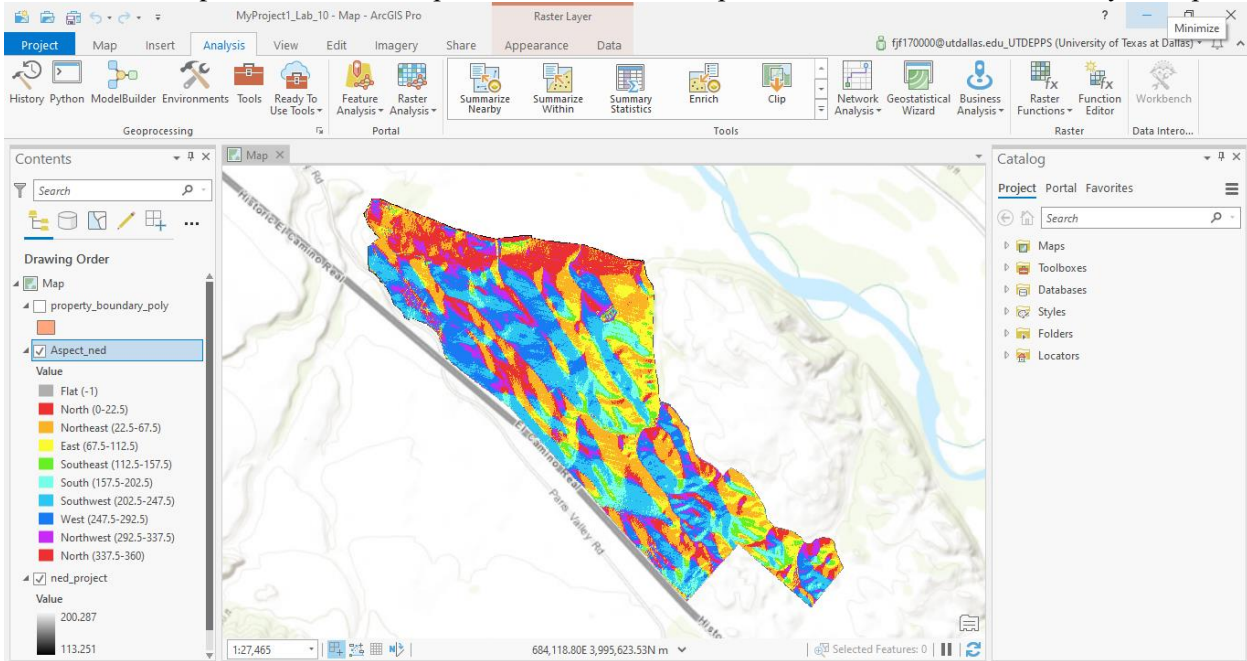 MyProject1_Lab_10 - Map - ArcGIS Pro
Raster Layer
?
Minimize
Project Map Insert Analysis View Edit Imagery Share Appearance Data
fjf170000@utdallas.edu_UTDEPPS (University of Texas at Dallas)
History Python ModelBuilder Environments Tools Ready To Use Tools
Feature Analysis Raster Analysis
Summarize Nearby Summarize Within Summary Statistics Enrich Clip
Network Analysis Geostatistical Wizard Business Analysis
Raster Functions Function Editor Workbench
Geoprocessing Portal Tools Raster Data Intero...
Contents
Search
Drawing Order
Map
property_boundary_poly
Aspect_ned
Value
Flat (-1)
North (0-22.5)
Northeast (22.5-67.5)
East (67.5-112.5)
Southeast (112.5-157.5)
South (157.5-202.5)
Southwest (202.5-247.5)
West (247.5-292.5)
Northwest (292.5-337.5)
North (337.5-360)
ned_project
Value
200.287
113.251
Map
Rd
Historic El Camino Real
El Camino Real
Paris Valley Rd
Histo
1:27,465
684,118.80E 3,995,623.53N m
Selected Features: 0
Catalog
Project Portal Favorites
Search
Maps
Toolboxes
Databases
Styles
Folders
Locators